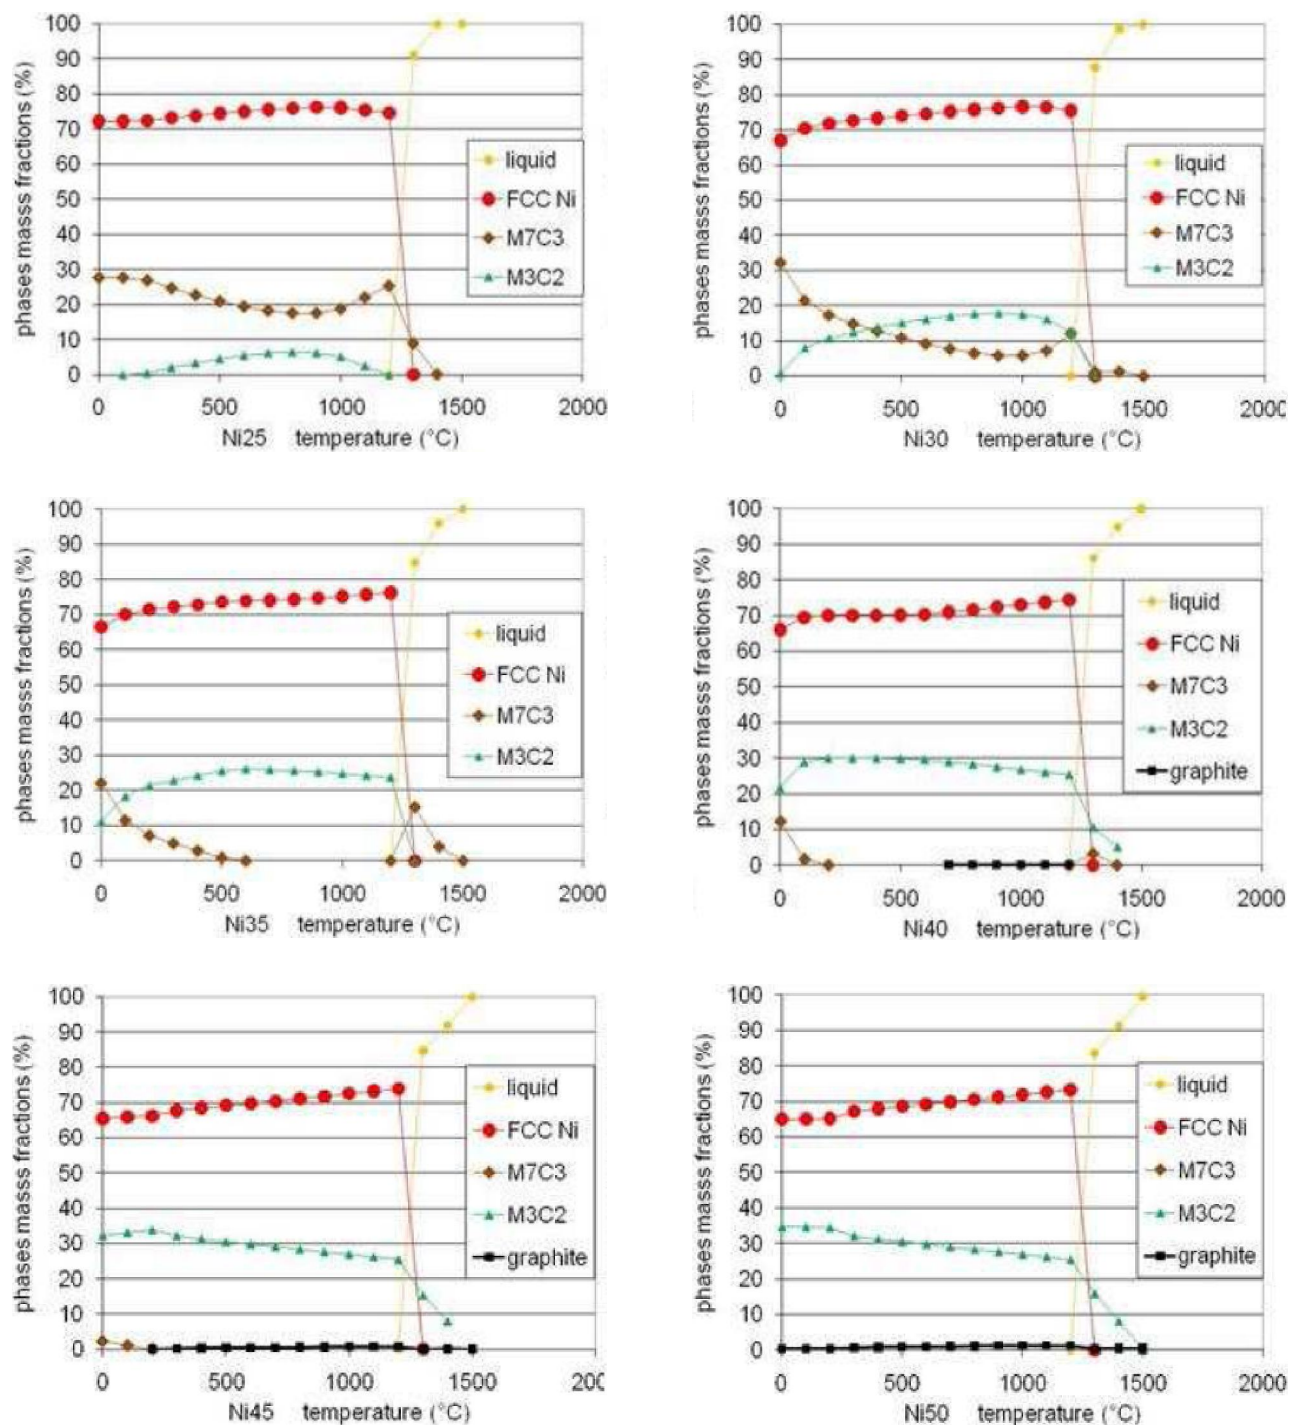 phases masss fractions (%)
100
90
80
70
60
50
40
30
20
10
0
liquid
FCC Ni
M7C3
M3C2
0 500 1000 1500 2000
Ni25 temperature (°C)
phases masss fractions (%)
100
90
80
70
60
50
40
30
20
10
0
liquid
FCC Ni
M7C3
M3C2
0 500 1000 1500 2000
Ni30 temperature (°C)
phases masss fractions (%)
100
90
80
70
60
50
40
30
20
10
0
liquid
FCC Ni
M7C3
M3C2
0 500 1000 1500 2000
Ni35 temperature (°C)
phases masss fractions (%)
100
90
80
70
60
50
40
30
20
10
0
liquid
FCC Ni
M7C3
M3C2
graphite
0 500 1000 1500 2000
Ni40 temperature (°C)
phases masss fractions (%)
100
90
80
70
60
50
40
30
20
10
0
liquid
FCC Ni
M7C3
M3C2
graphite
0 500 1000 1500 200
Ni45 temperature (°C)
phases masss fractions (%)
100
90
80
70
60
50
40
30
20
10
0
liquid
FCC Ni
M7C3
M3C2
graphite
0 500 1000 1500 2000
Ni50 temperature (°C)